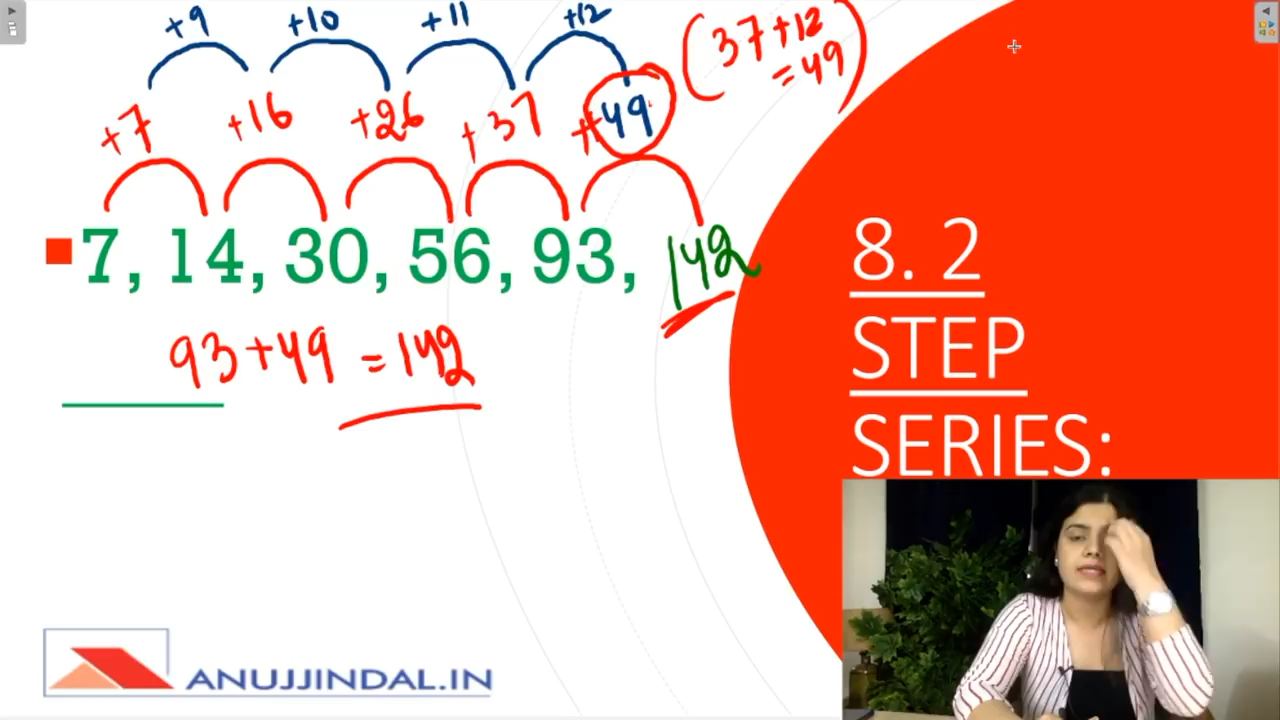 +9 +10 +11 +12
(37+12
=49)
+7 +16 +26 +37 +49
7, 14, 30, 56, 93, 142
93+49 =142
8. 2
STEP
SERIES:
ANUJJINDAL.IN